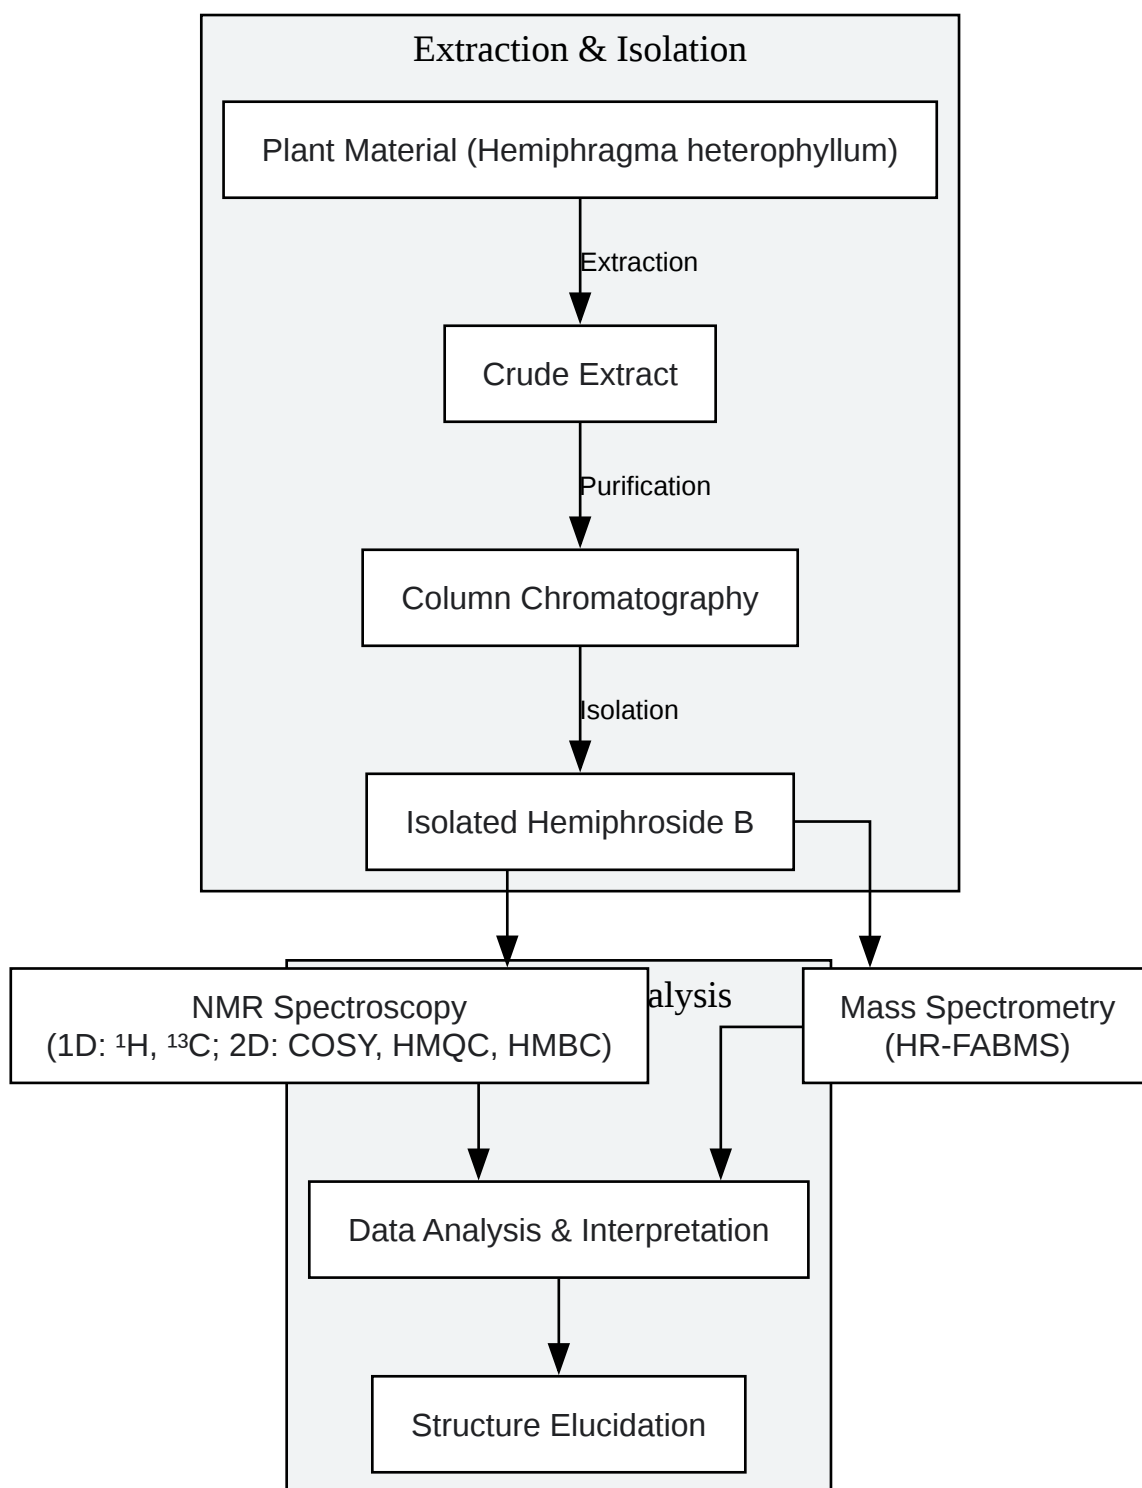 Extraction & Isolation
Plant Material (Hemiphragma heterophyllum)
Extraction
Crude Extract
Purification
Column Chromatography
Isolation
Isolated Hemiphroside B
NMR Spectroscopy
(1D: ¹H, ¹³C; 2D: COSY, HMQC, HMBC)
alysis
Mass Spectrometry
(HR-FABMS)
Data Analysis & Interpretation
Structure Elucidation